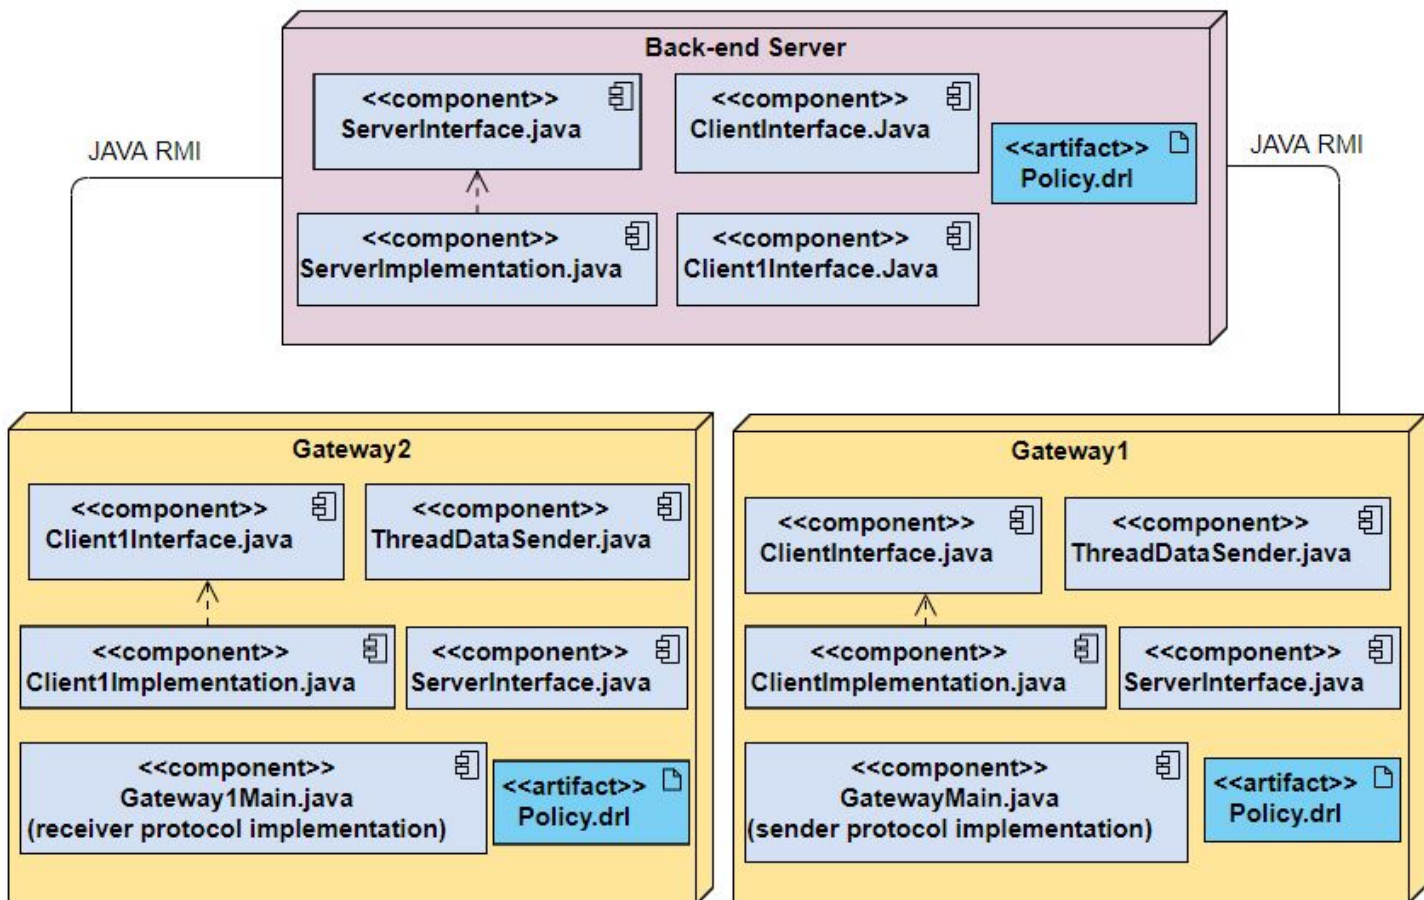 Back-end Server
<<component>>
ServerInterface.java
<<component>>
ClientInterface.Java
<<artifact>>
Policy.drl
<<component>>
ServerImplementation.java
<<component>>
Client1Interface.Java
JAVA RMI
JAVA RMI
Gateway2
<<component>>
Client1Interface.java
<<component>>
ThreadDataSender.java
<<component>>
Client1Implementation.java
<<component>>
ServerInterface.java
<<component>>
Gateway1Main.java
(receiver protocol implementation)
<<artifact>>
Policy.drl
Gateway1
<<component>>
ClientInterface.java
<<component>>
ThreadDataSender.java
<<component>>
ClientImplementation.java
<<component>>
ServerInterface.java
<<component>>
GatewayMain.java
(sender protocol implementation)
<<artifact>>
Policy.drl